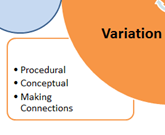 Variation
• Procedural
• Conceptual
• Making
Connections